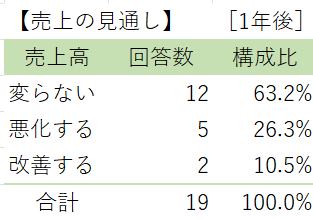 【売上の見通し】 [1年後]
売上高 回答数 構成比
変らない 12 63.2%
悪化する 5 26.3%
改善する 2 10.5%
合計 19 100.0%